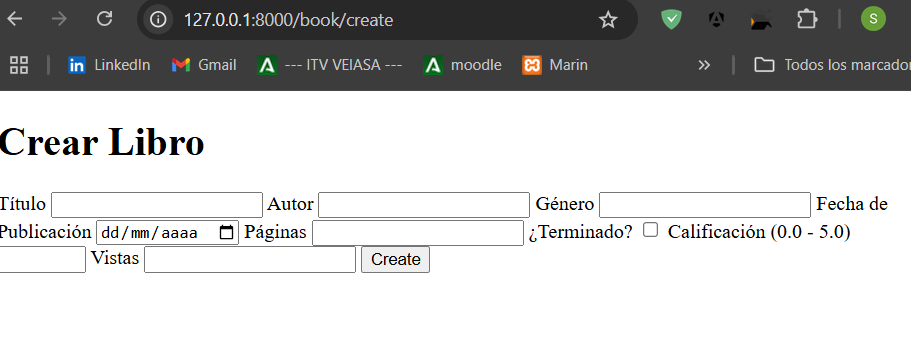 127.0.0.1:8000/book/create
S
LinkedIn Gmail --- ITV VEIASA --- moodle Marin » Todos los marcador
Crear Libro
Título Autor Género Fecha de
Publicación dd/mm/aaaa Páginas ¿Terminado? Calificación (0.0 - 5.0)
Vistas Create